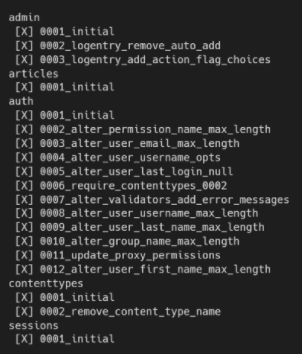 admin
[X] 0001_initial
[X] 0002_logentry_remove_auto_add
[X] 0003_logentry_add_action_flag_choices
articles
[X] 0001_initial
auth
[X] 0001_initial
[X] 0002_alter_permission_name_max_length
[X] 0003_alter_user_email_max_length
[X] 0004_alter_user_username_opts
[X] 0005_alter_user_last_login_null
[X] 0006_require_contenttypes_0002
[X] 0007_alter_validators_add_error_messages
[X] 0008_alter_user_username_max_length
[X] 0009_alter_user_last_name_max_length
[X] 0010_alter_group_name_max_length
[X] 0011_update_proxy_permissions
[X] 0012_alter_user_first_name_max_length
contenttypes
[X] 0001_initial
[X] 0002_remove_content_type_name
sessions
[X] 0001_initial